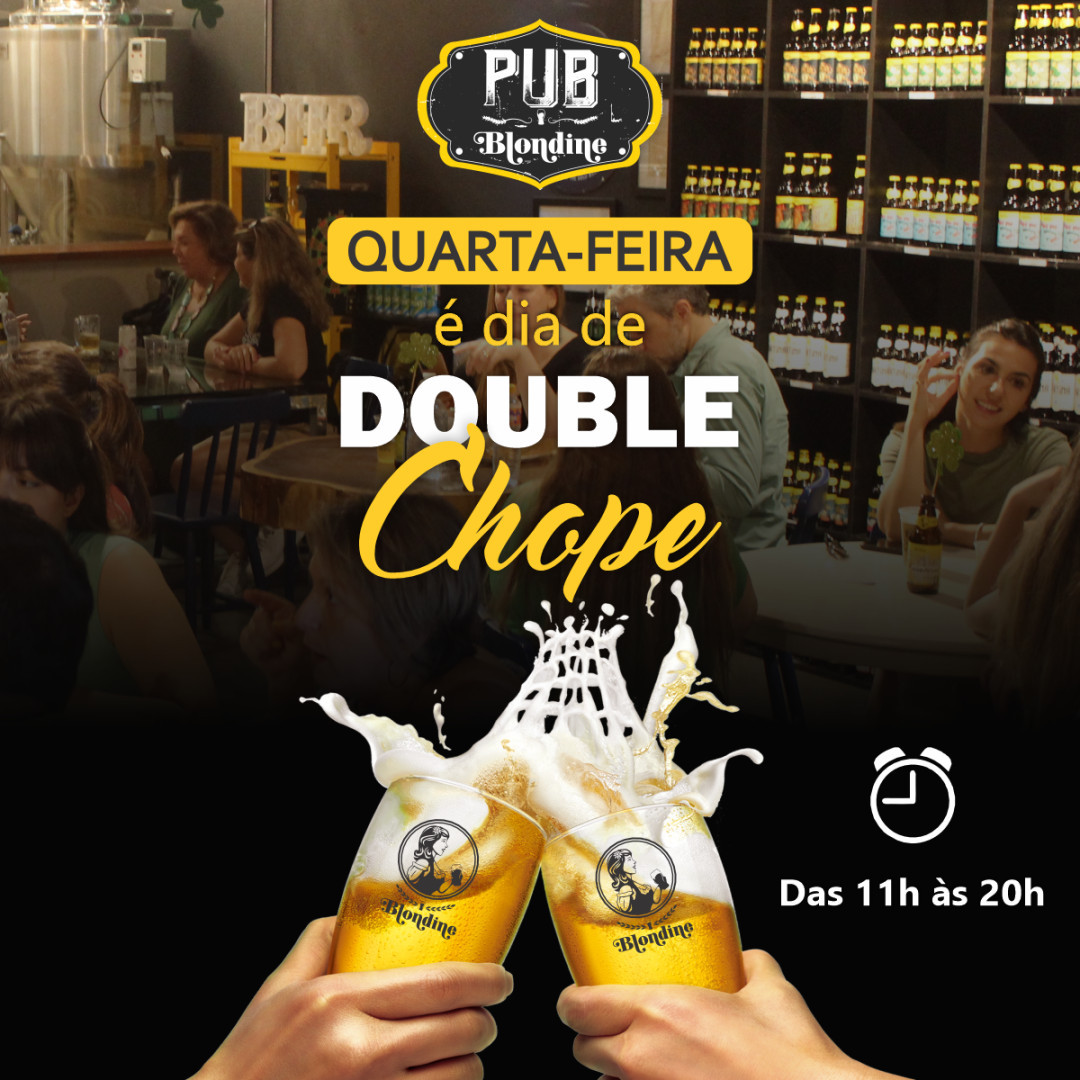 BEER
PUB
Blondine
QUARTA-FEIRA
é dia de
DOUBLE
Chope
Das 11h às 20h
Blondine
Blondine